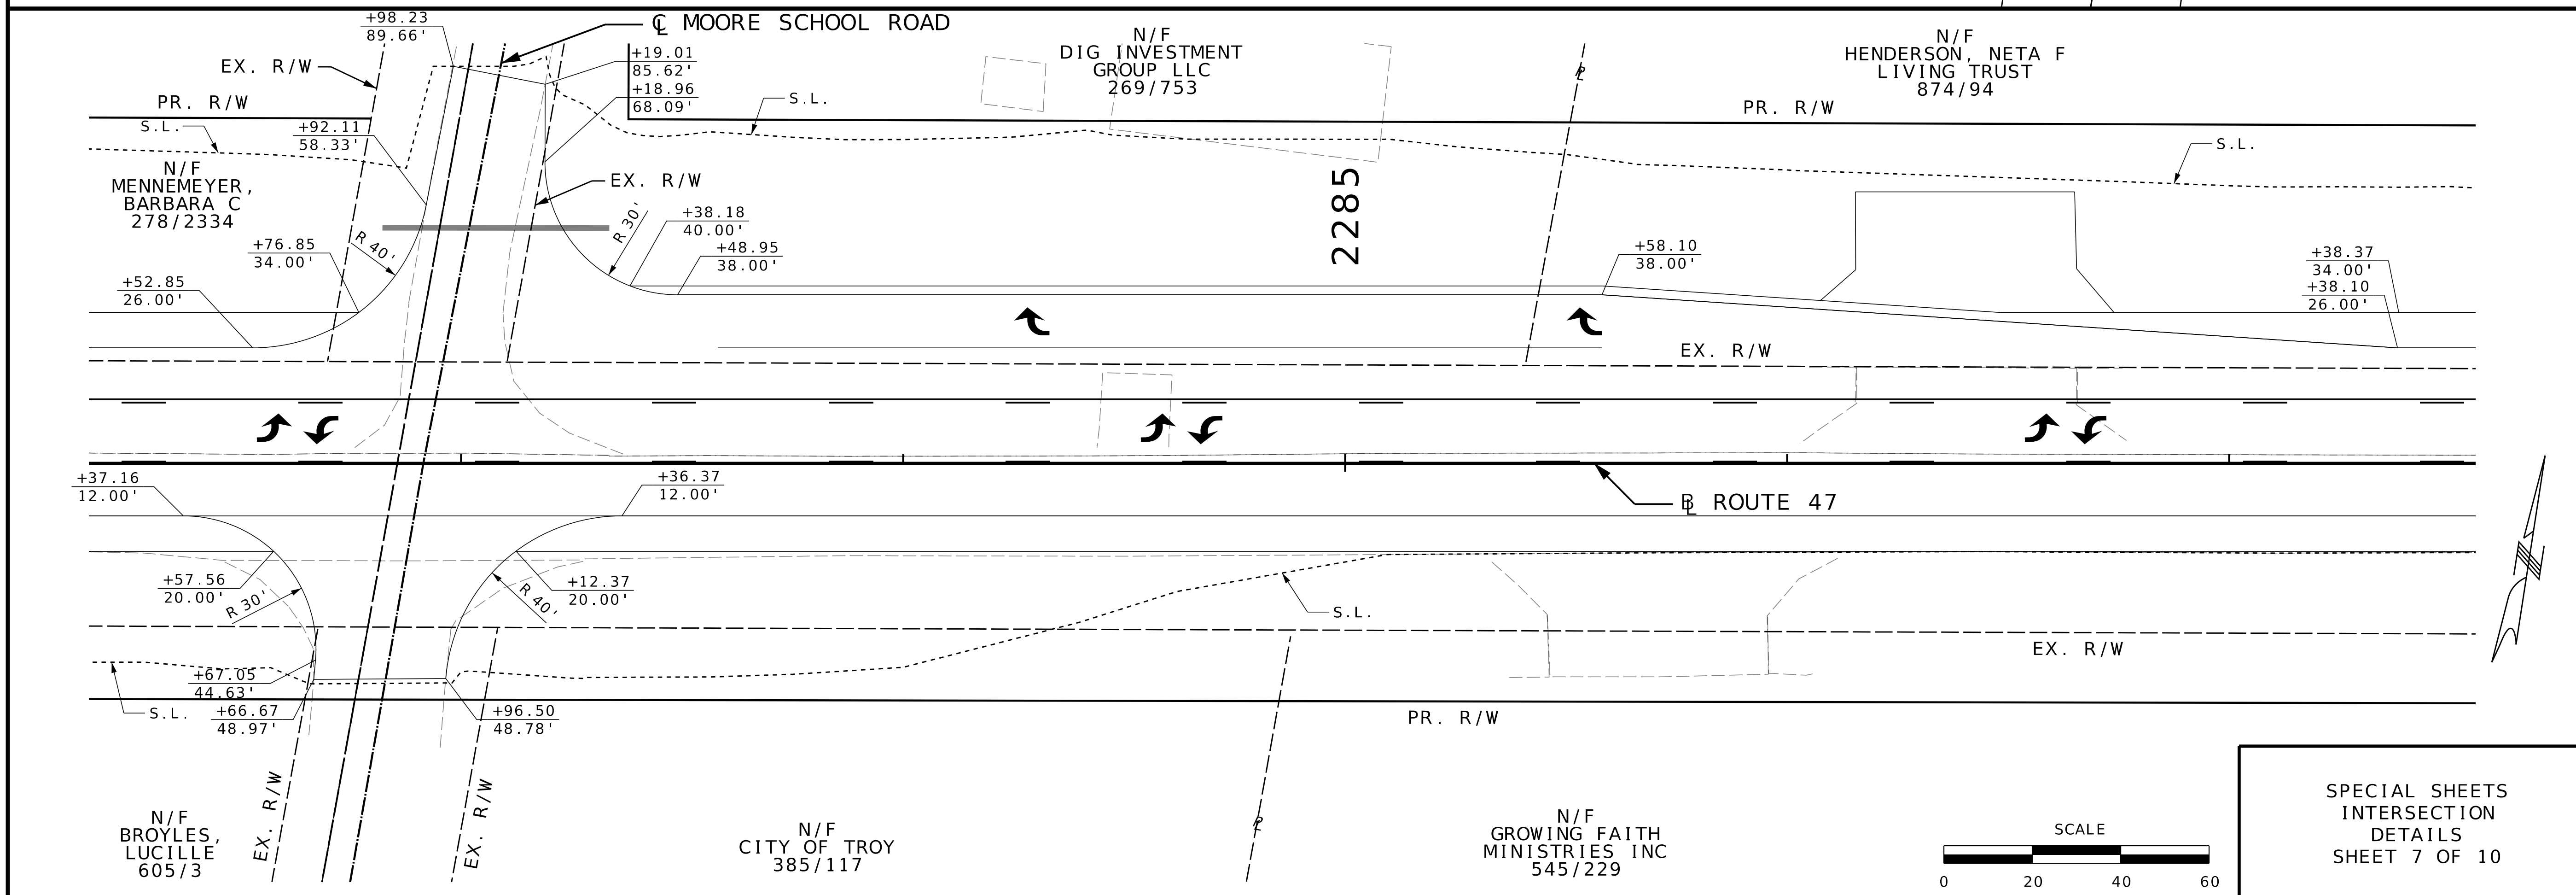 +98.23
89.66'
℄ MOORE SCHOOL ROAD
EX. R/W
PR. R/W
S.L.
+92.11
58.33'
+19.01
85.62'
+18.96
68.09'
S.L.
N/F
DIG INVESTMENT
GROUP LLC
269/753
℄
N/F
HENDERSON, NETA F
LIVING TRUST
874/94
PR. R/W
S.L.
N/F
MENNEMEYER,
BARBARA C
278/2334
EX. R/W
R 30'
+38.18
40.00'
+48.95
38.00'
2285
+58.10
38.00'
+38.37
34.00'
+38.10
26.00'
+76.85
34.00'
R 40'
+52.85
26.00'
EX. R/W
+37.16
12.00'
+36.37
12.00'
BL ROUTE 47
+57.56
20.00'
R 30'
R 40'
+12.37
20.00'
S.L.
EX. R/W
+67.05
44.63'
S.L.
+66.67
48.97'
+96.50
48.78'
PR. R/W
EX. R/W
EX. R/W
N/F
BROYLES,
LUCILLE
605/3
N/F
CITY OF TROY
385/117
PL
N/F
GROWING FAITH
MINISTRIES INC
545/229
SCALE
0 20 40 60
SPECIAL SHEETS
INTERSECTION
DETAILS
SHEET 7 OF 10